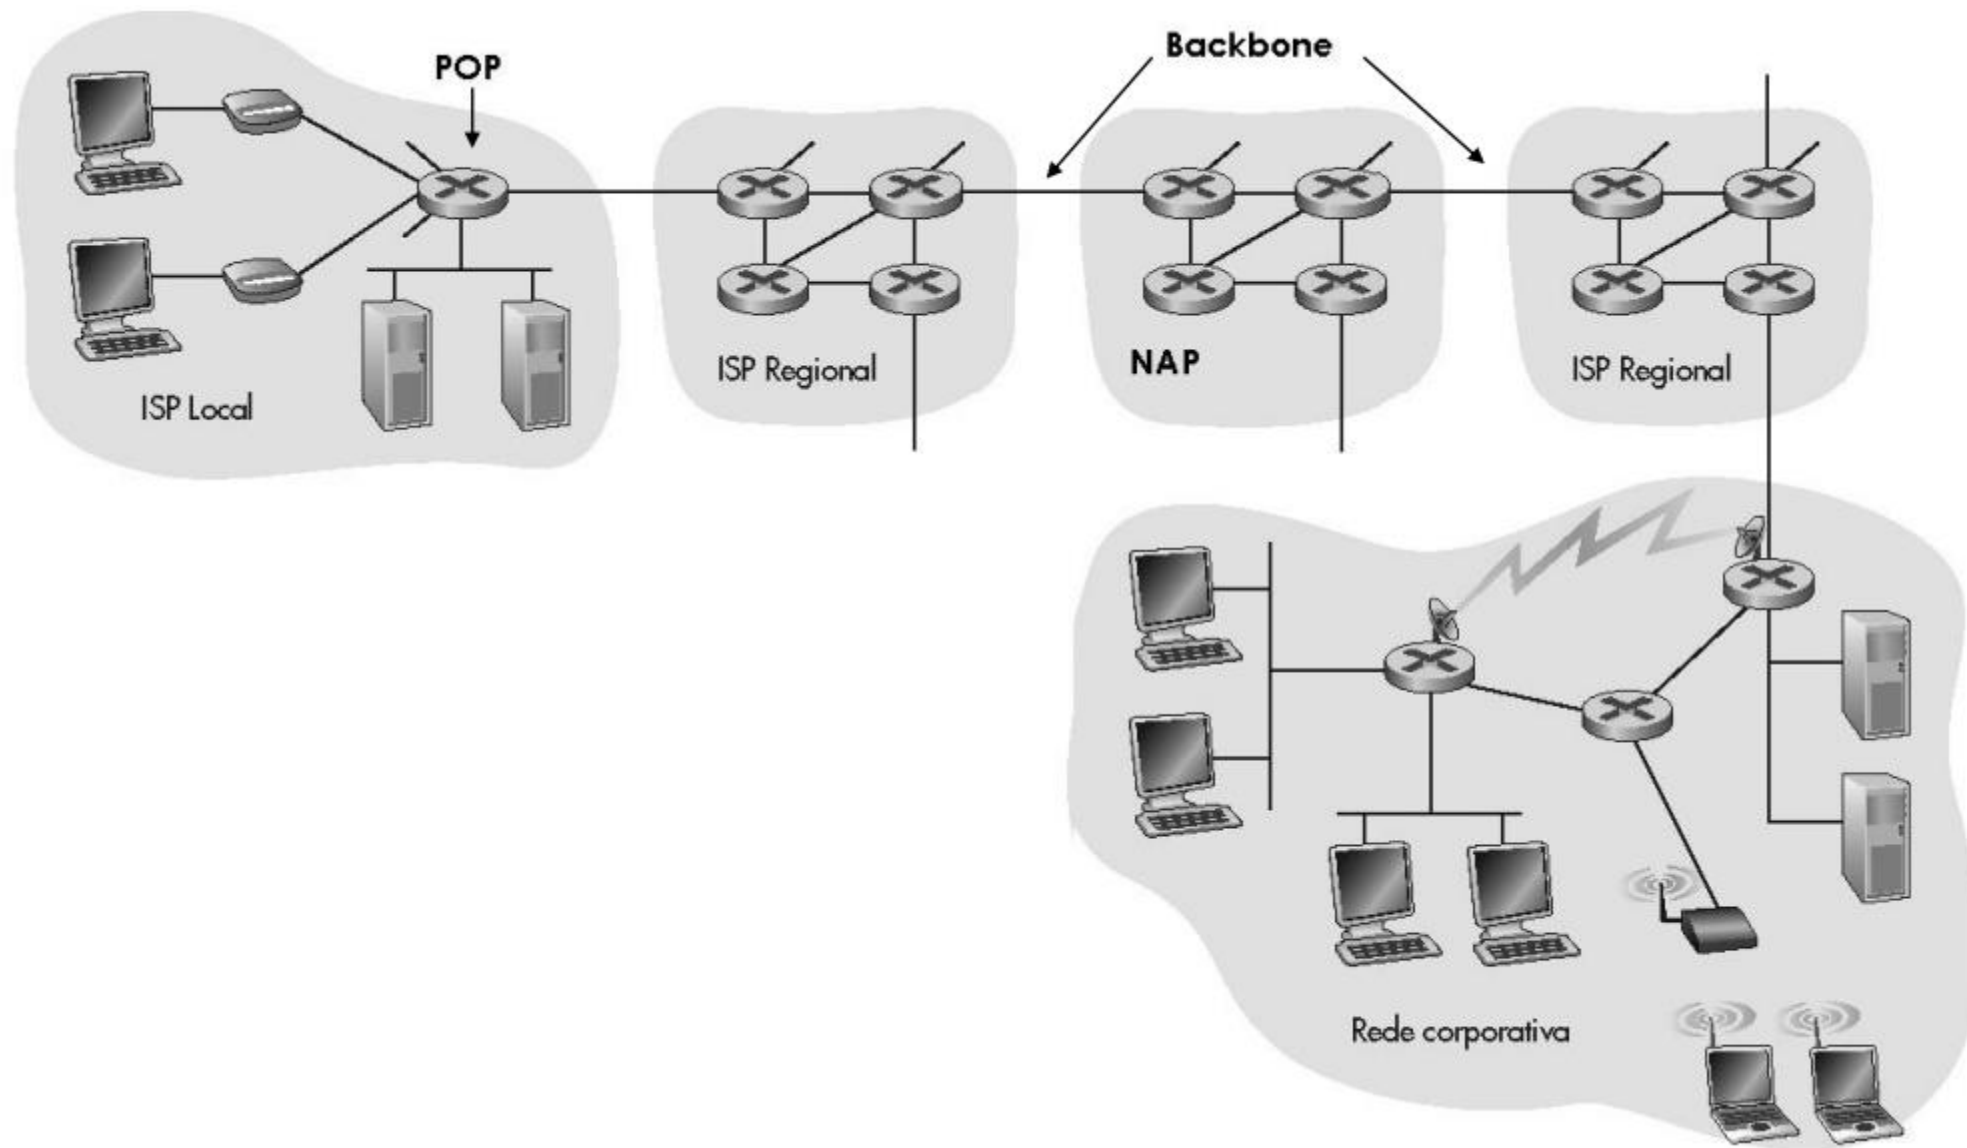 Backbone
POP
ISP Regional
NAP
ISP Regional
ISP Local
Rede corporativa